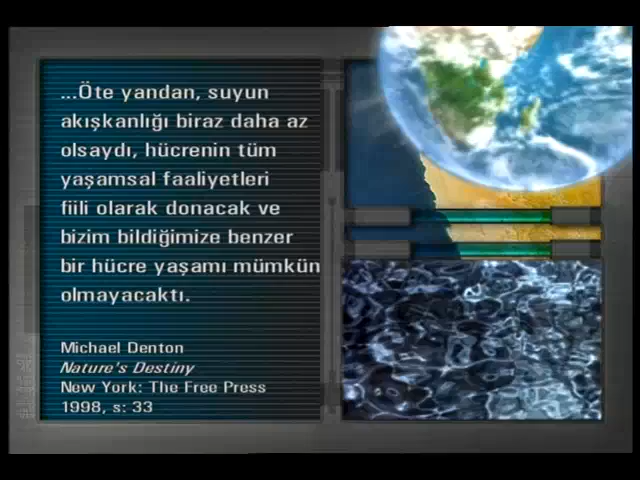 ...Öte yandan, suyun
akışkanlığı biraz daha az
olsaydı, hücrenin tüm
yaşamsal faaliyetleri
fiili olarak donacak ve
bizim bildiğimize benzer
bir hücre yaşamı mümkün
olmayacaktı.
Michael Denton
Nature's Destiny
New York: The Free Press
1998, s: 33